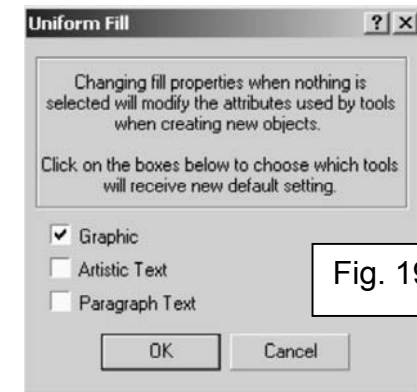 Uniform Fill
Changing fill properties when nothing is
selected will modify the attributes used by tools
when creating new objects.
Click on the boxes below to choose which tools
will receive new default setting.
Graphic
Artistic Text
Paragraph Text
Fig. 19
OK Cancel